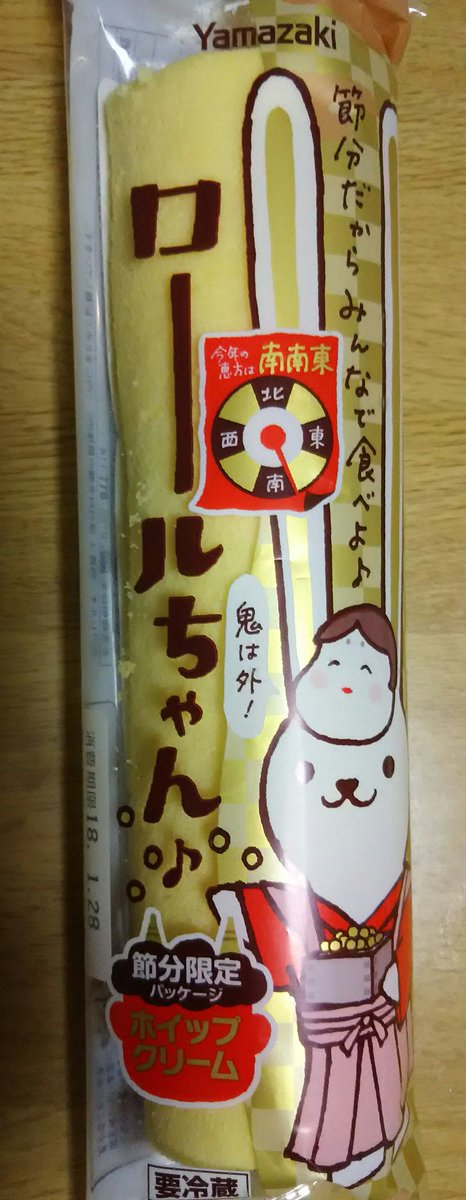 Yamazaki
節分だからみんなで食べよ♪
ロールちゃん♪
今年の
恵方は
南南東
北
西
東
南
鬼は外!
消費期限18. 1.28
節分限定
パッケージ
ホイップ
クリーム
要冷蔵